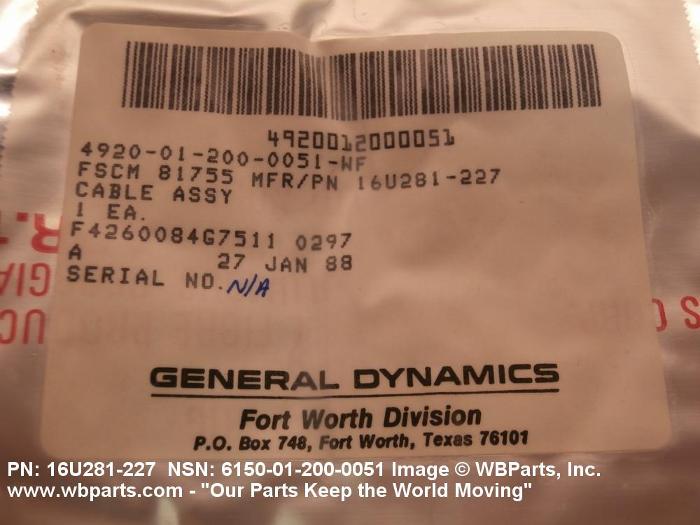 4920012000051
4920-01-200-0051-WF
FSCM 81755 MFR/PN 16U281-227
CABLE ASSY
1 EA.
F4260084G7511 0297
A 27 JAN 88
SERIAL NO. N/A
GENERAL DYNAMICS
Fort Worth Division
P.O. Box 748, Fort Worth, Texas 76101
PN: 16U281-227 NSN: 6150-01-200-0051 Image © WBParts, Inc.
www.wbparts.com - "Our Parts Keep the World Moving"